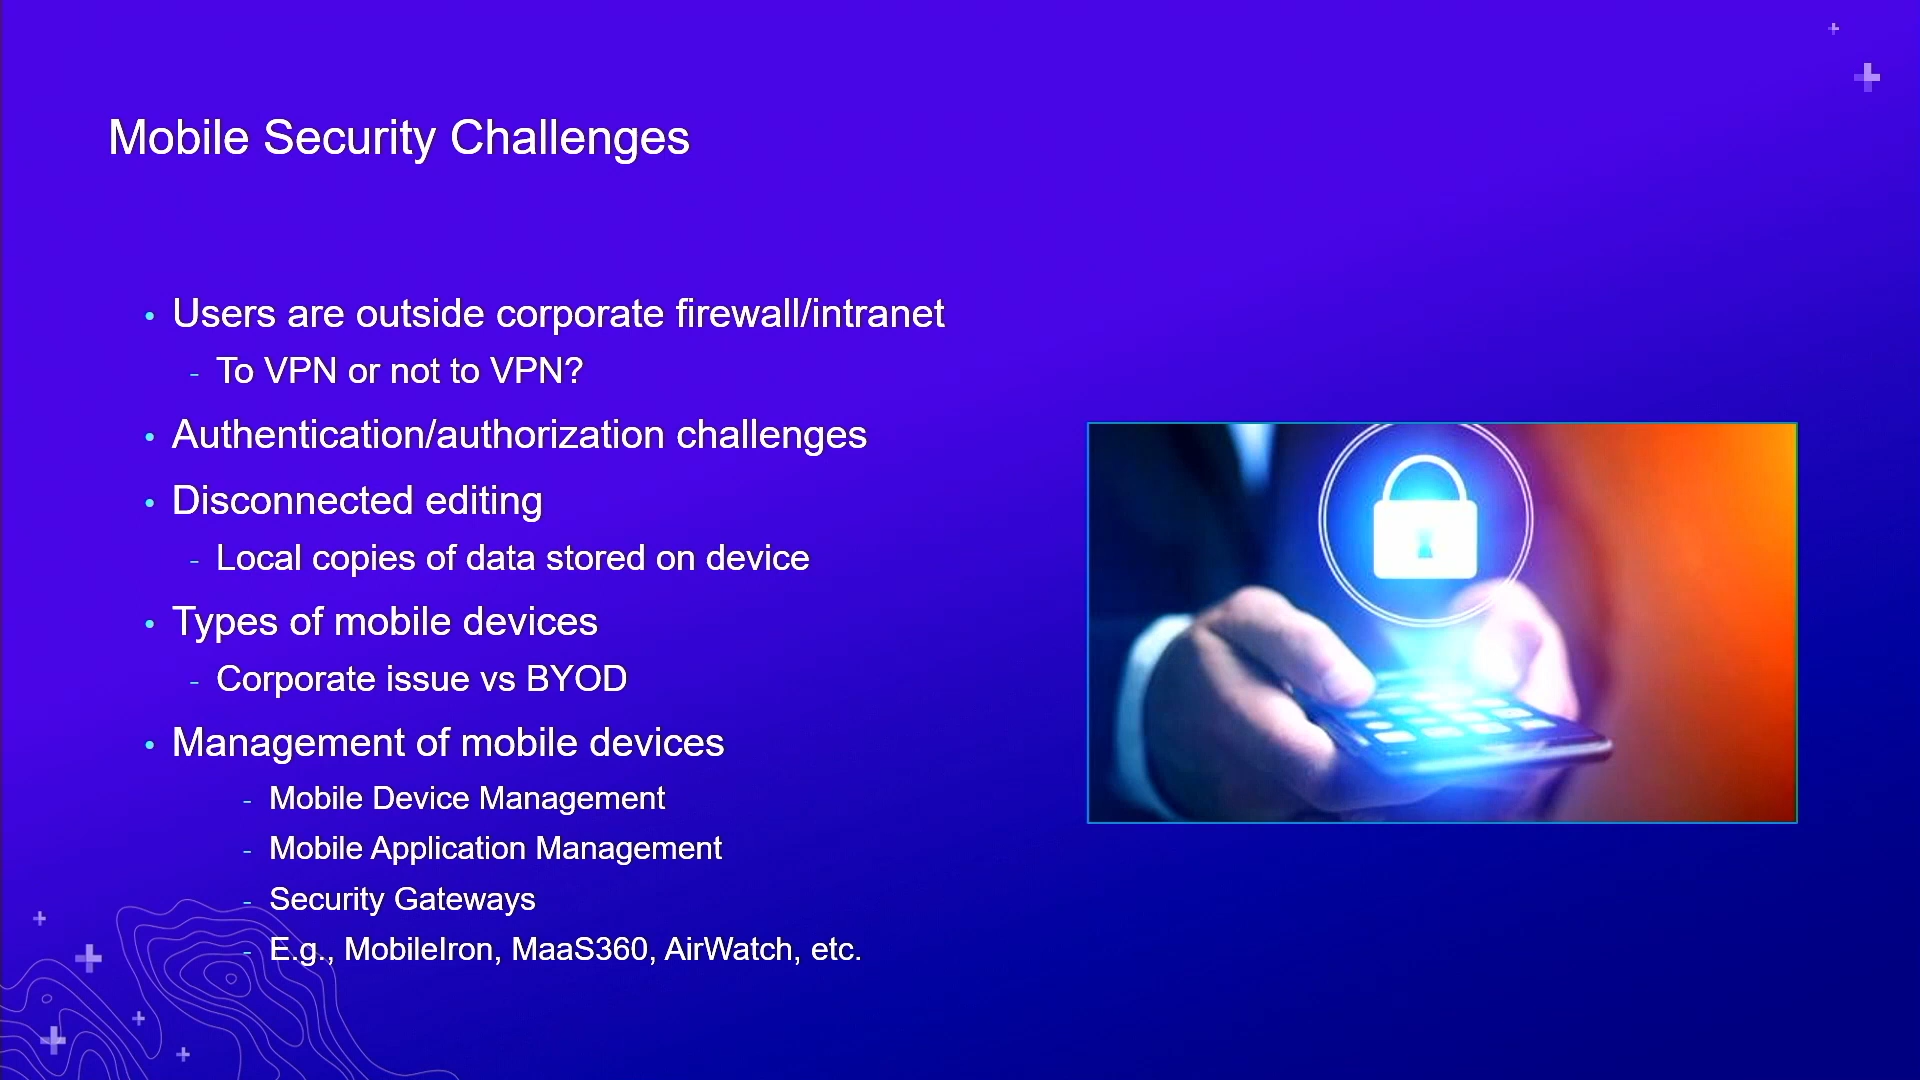 Mobile Security Challenges
• Users are outside corporate firewall/intranet
- To VPN or not to VPN?
• Authentication/authorization challenges
• Disconnected editing
- Local copies of data stored on device
• Types of mobile devices
- Corporate issue vs BYOD
• Management of mobile devices
- Mobile Device Management
- Mobile Application Management
- Security Gateways
- E.g., MobileIron, MaaS360, AirWatch, etc.